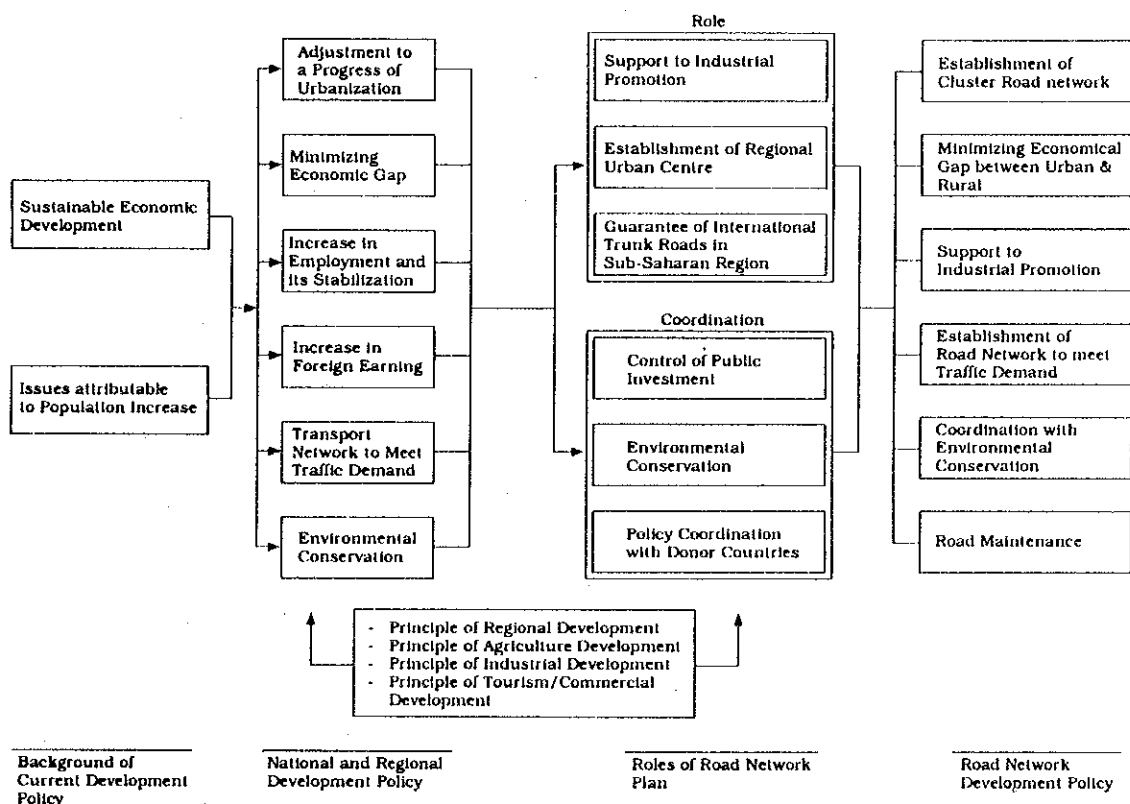 Sustainable Economic
Development
Issues attributable
to Population Increase
Adjustment to
a Progress of
Urbanization
Minimizing
Economic Gap
Increase in
Employment and
its Stabilization
Increase in
Foreign Earning
Transport
Network to Meet
Traffic Demand
Environmental
Conservation
Role
Support to Industrial
Promotion
Establishment of Regional
Urban Centre
Guarantee of International
Trunk Roads in
Sub-Saharan Region
Coordination
Control of Public
Investment
Environmental
Conservation
Policy Coordination
with Donor Countries
Establishment of
Cluster Road network
Minimizing Economical
Gap between Urban &
Rural
Support to
Industrial Promotion
Establishment of
Road Network to meet
Traffic Demand
Coordination with
Environmental
Conservation
Road Maintenance
- Principle of Regional Development
- Principle of Agriculture Development
- Principle of Industrial Development
- Principle of Tourism/Commercial
Development
Background of
Current Development
Policy
National and Regional
Development Policy
Roles of Road Network
Plan
Road Network
Development Policy